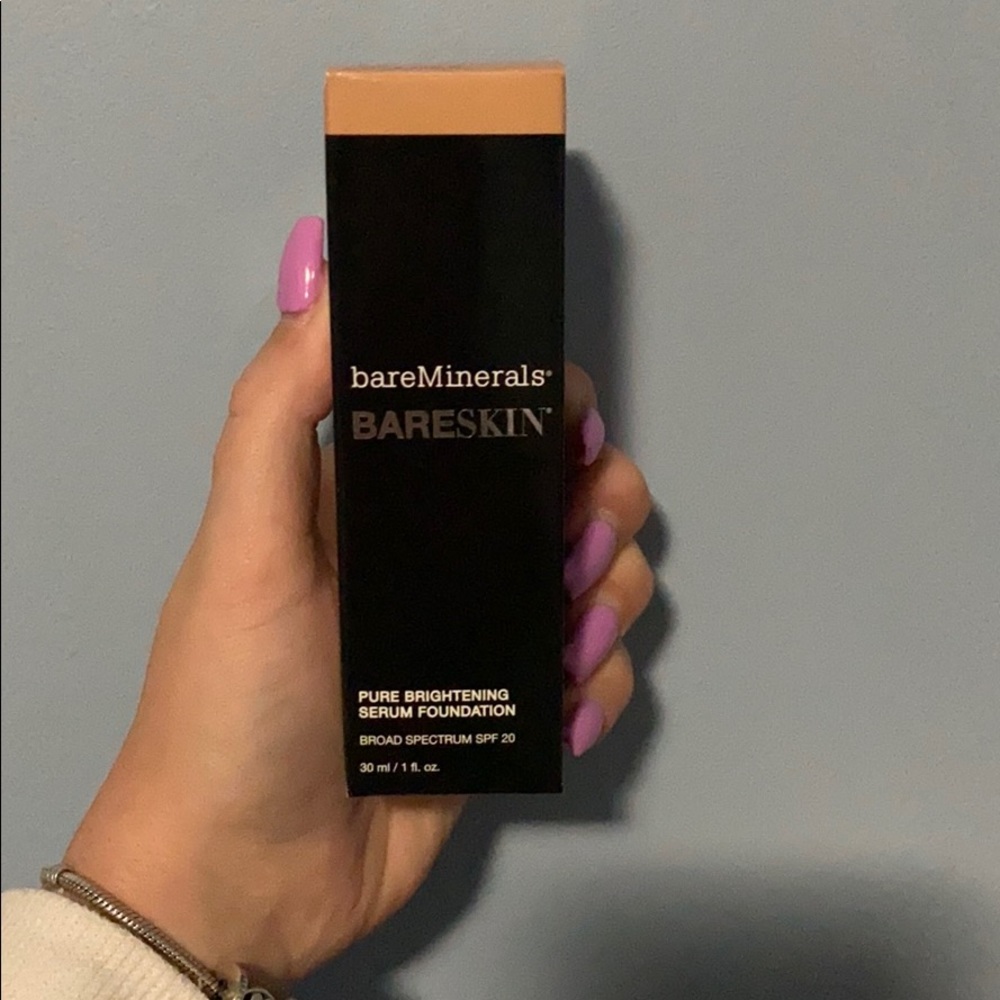 bareMinerals®
BARESKIN®
PURE BRIGHTENING
SERUM FOUNDATION
BROAD SPECTRUM SPF 20
30 ml / 1 fl. oz.